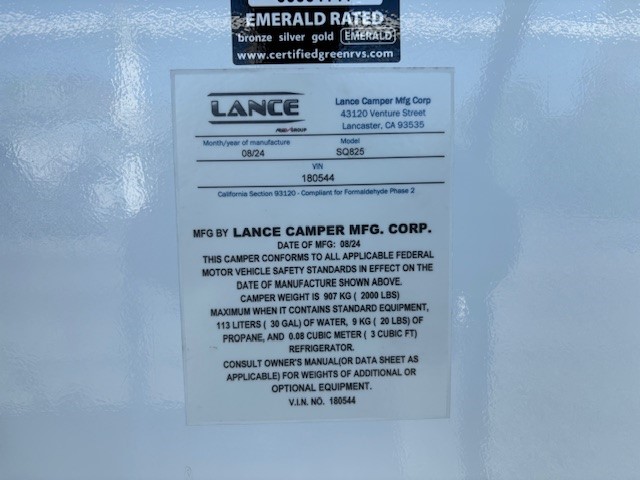 EMERALD RATED
bronze silver gold EMERALD
www.certifiedgreenrvs.com
LANCE
Lance Camper Mfg Corp
43120 Venture Street
Lancaster, CA 93535
Month/year of manufacture Model
08/24 SQ825
VIN
180544
California Section 93120 - Compliant for Formaldehyde Phase 2
MFG BY LANCE CAMPER MFG. CORP.
DATE OF MFG: 08/24
THIS CAMPER CONFORMS TO ALL APPLICABLE FEDERAL
MOTOR VEHICLE SAFETY STANDARDS IN EFFECT ON THE
DATE OF MANUFACTURE SHOWN ABOVE.
CAMPER WEIGHT IS 907 KG ( 2000 LBS)
MAXIMUM WHEN IT CONTAINS STANDARD EQUIPMENT,
113 LITERS ( 30 GAL) OF WATER, 9 KG ( 20 LBS) OF
PROPANE, AND 0.08 CUBIC METER ( 3 CUBIC FT)
REFRIGERATOR.
CONSULT OWNER'S MANUAL(OR DATA SHEET AS
APPLICABLE) FOR WEIGHTS OF ADDITIONAL OR
OPTIONAL EQUIPMENT.
V.I.N. NO. 180544